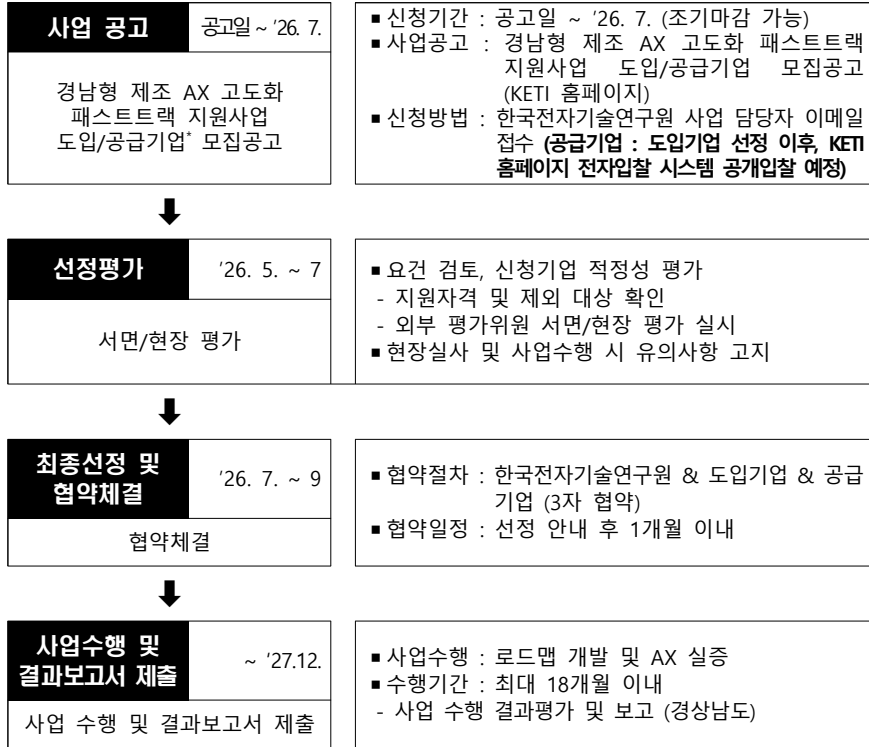 사업 공고
공고일 ~ '26. 7.
경남형 제조 AX 고도화
패스트트랙 지원사업
도입/공급기업* 모집공고
■ 신청기간 : 공고일 ~ '26. 7. (조기마감 가능)
■ 사업공고 : 경남형 제조 AX 고도화 패스트트랙
지원사업 도입/공급기업 모집공고
(KETI 홈페이지)
■ 신청방법 : 한국전자기술연구원 사업 담당자 이메일
접수 (공급기업 : 도입기업 선정 이후, KETI
홈페이지 전자입찰 시스템 공개입찰 예정)
선정평가
'26. 5. ~ 7
서면/현장 평가
■ 요건 검토, 신청기업 적정성 평가
- 지원자격 및 제외 대상 확인
- 외부 평가위원 서면/현장 평가 실시
■ 현장실사 및 사업수행 시 유의사항 고지
최종선정 및
협약체결
'26. 7. ~ 9
협약체결
■ 협약절차 : 한국전자기술연구원 & 도입기업 & 공급
기업 (3자 협약)
■ 협약일정 : 선정 안내 후 1개월 이내
사업수행 및
결과보고서 제출
~ '27.12.
사업 수행 및 결과보고서 제출
■ 사업수행 : 로드맵 개발 및 AX 실증
■ 수행기간 : 최대 18개월 이내
- 사업 수행 결과평가 및 보고 (경상남도)